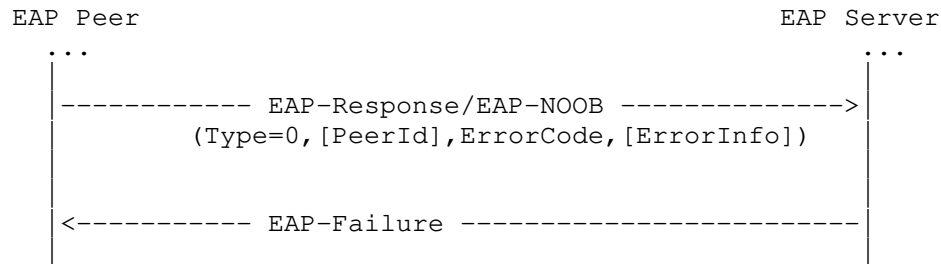 EAP Peer EAP Server
... ...
|------------ EAP-Response/EAP-NOOB -------------->|
(Type=0,[PeerId],ErrorCode,[ErrorInfo])
|<----------- EAP-Failure -------------------------|